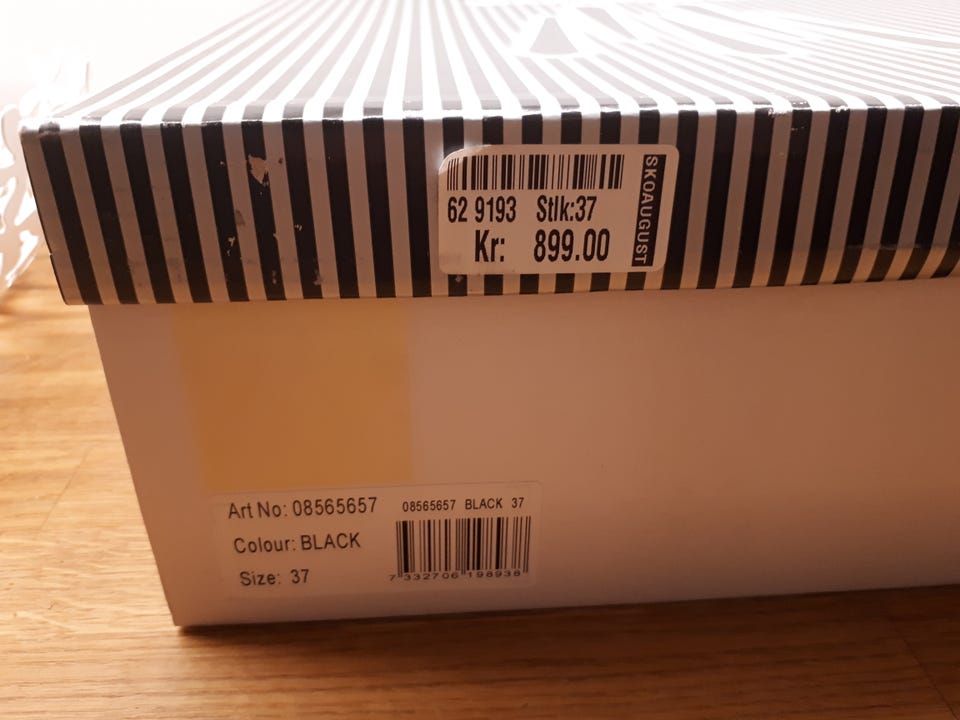 62 9193 Stlk:37
Kr: 899.00
SKOAUGUST
Art No: 08565657
Colour: BLACK
Size: 37
08565657 BLACK 37
7 332706 198938